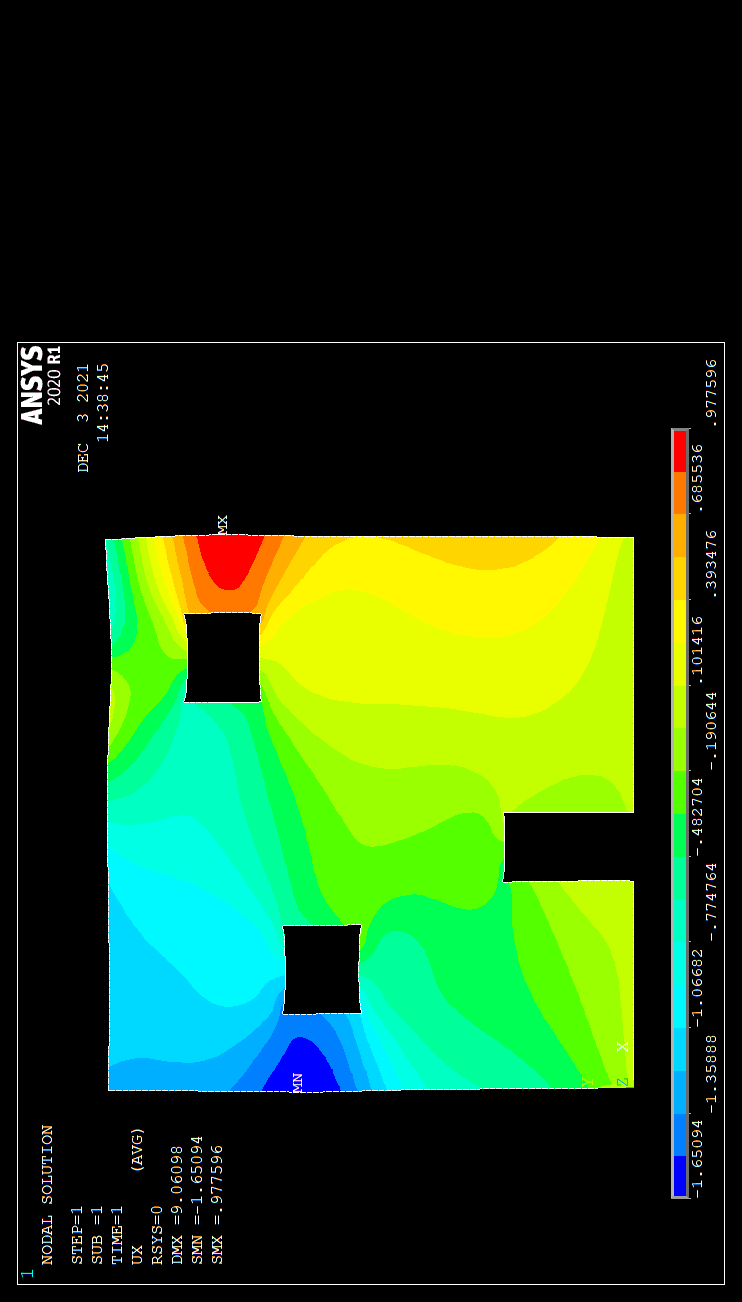 1
NODAL SOLUTION
STEP=1
SUB =1
TIME=1
UX (AVG)
RSYS=0
DMX =9.06098
SMN =-1.65094
SMX =.977596
ANSYS
2020 R1
DEC 3 2021
14:38:45
MX
MN
Y
Z X
-1.65094
-1.35888
-1.06682
-.774764
-.482704
-.190644
.101416
.393476
.685536
.977596